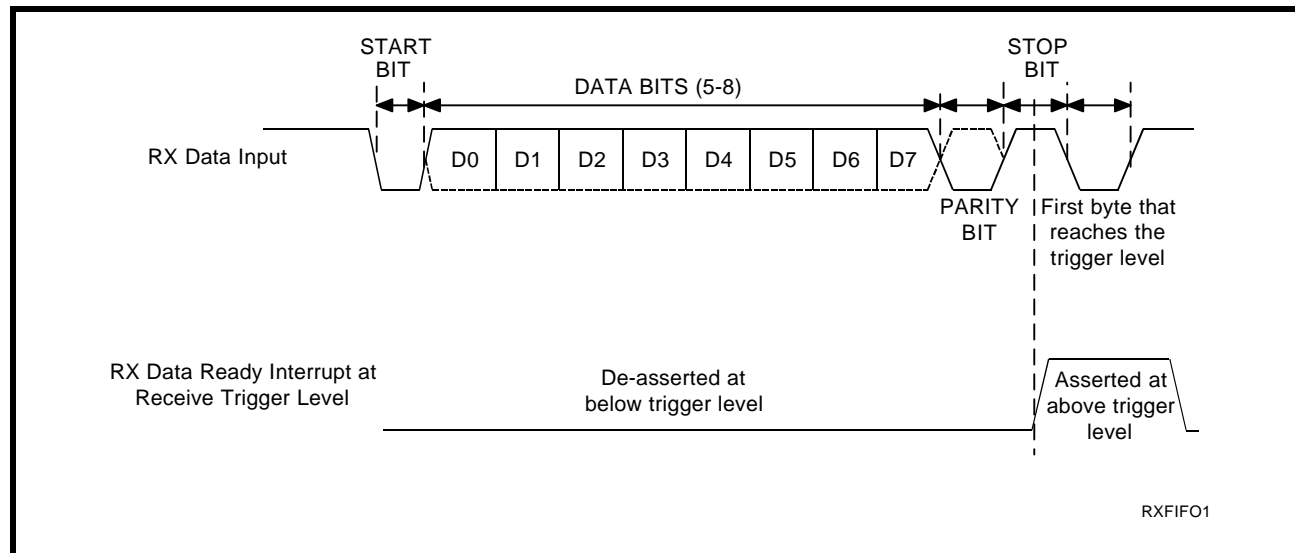 START
BIT
STOP
BIT
DATA BITS (5-8)
RX Data Input
D0 D1 D2 D3 D4 D5 D6 D7
PARITY
BIT
First byte that
reaches the
trigger level
RX Data Ready Interrupt at
Receive Trigger Level
De-asserted at
below trigger level
Asserted at
above trigger
level
RXFIFO1